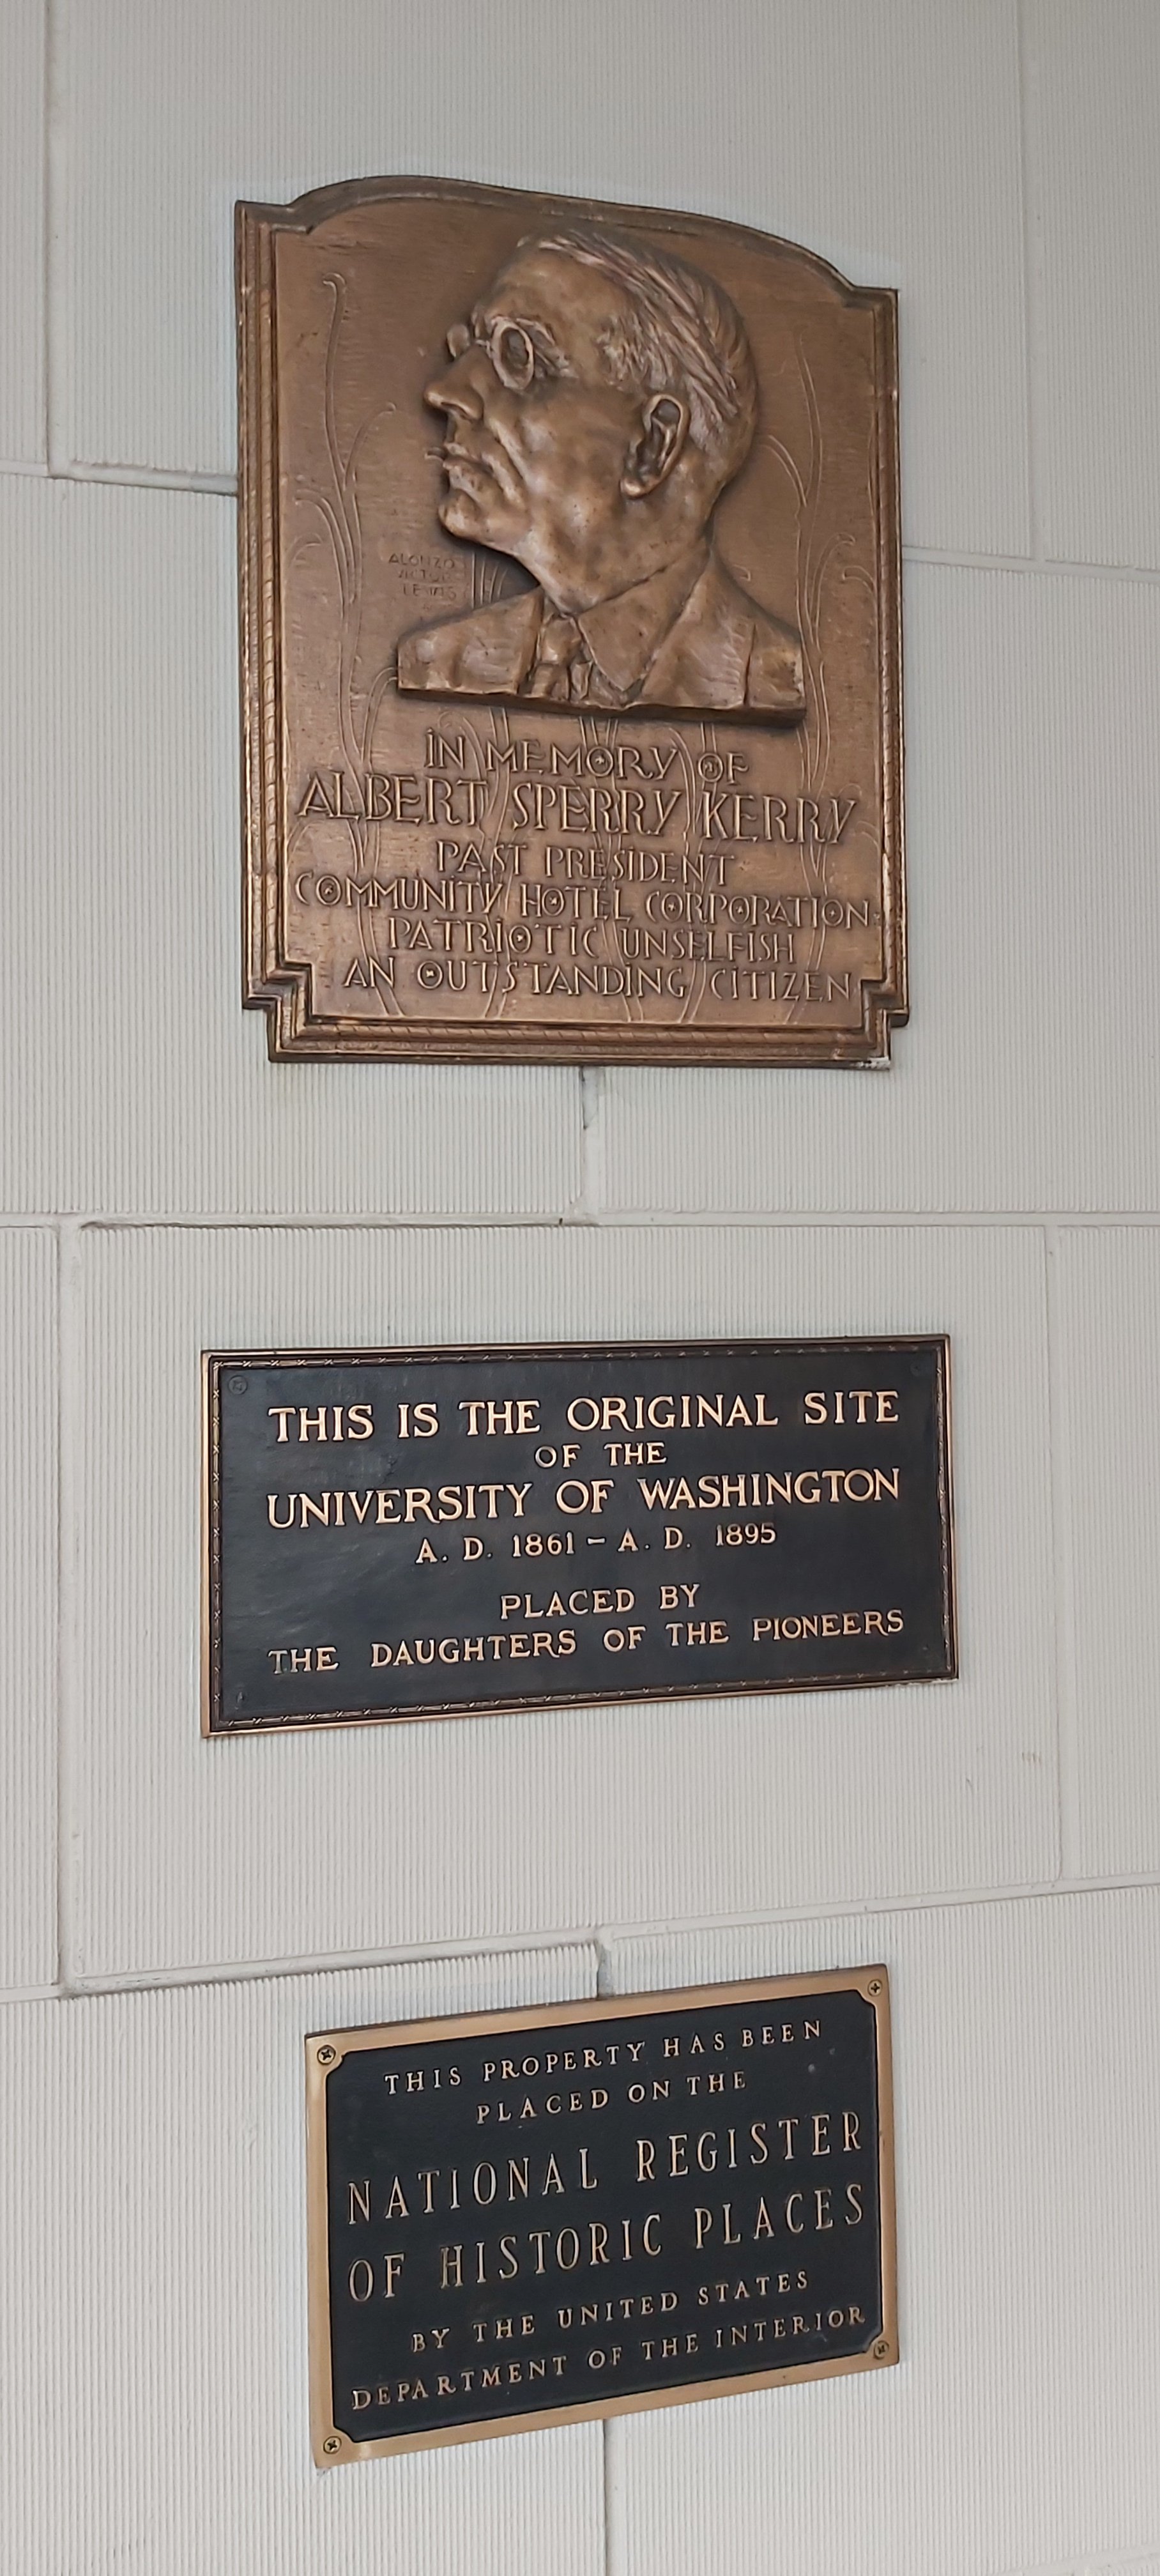 ALONZO
VICTOR
LEWIS
IN MEMORY OF
ALBERT SPERRY KERRY
PAST PRESIDENT
COMMUNITY HOTEL CORPORATION
PATRIOTIC UNSELFISH
AN OUTSTANDING CITIZEN
THIS IS THE ORIGINAL SITE
OF THE
UNIVERSITY OF WASHINGTON
A. D. 1861 – A. D. 1895
PLACED BY
THE DAUGHTERS OF THE PIONEERS
THIS PROPERTY HAS BEEN
PLACED ON THE
NATIONAL REGISTER
OF HISTORIC PLACES
BY THE UNITED STATES
DEPARTMENT OF THE INTERIOR